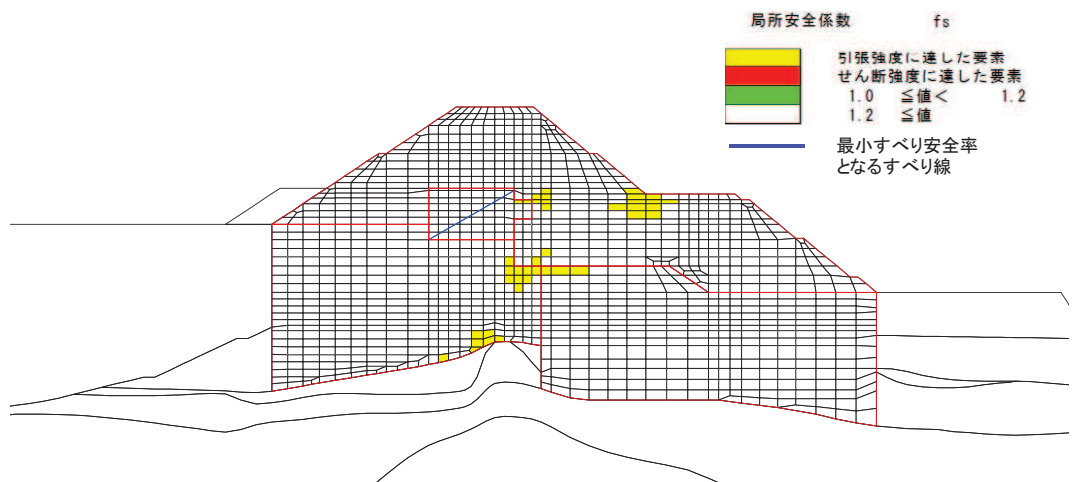 局所安全係数 fs
引張強度に達した要素
せん断強度に達した要素
1.0 ≦値< 1.2
1.2 ≦値
最小すべり安全率
となるすべり線